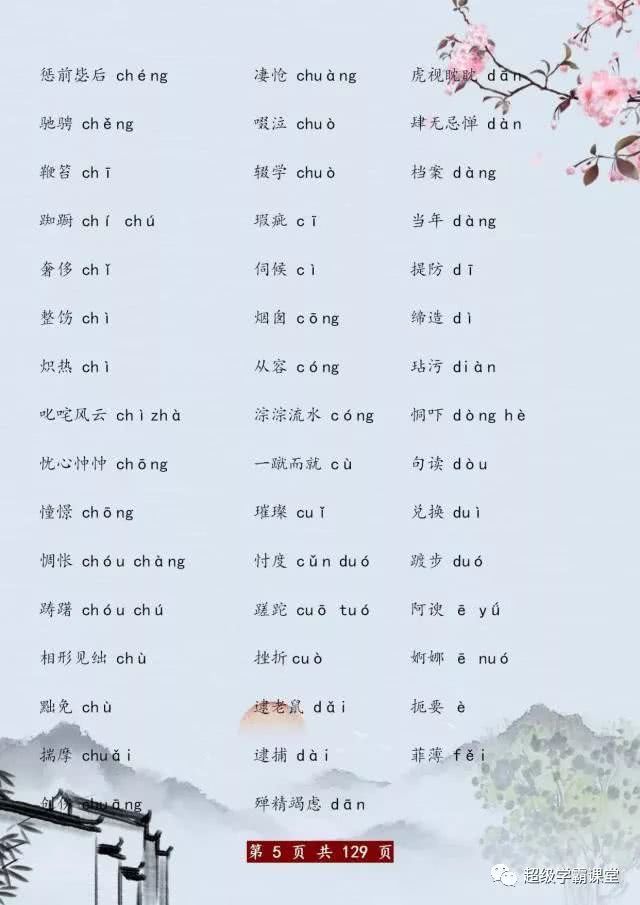 惩前毖后 chéng 凄怆 chuàng 虎视眈眈 dān
驰骋 chěng 啜泣 chuò 肆无忌惮 dàn
鞭笞 chī 辍学 chuò 档案 dàng
踟蹰 chí chú 瑕疵 cī 当年 dàng
奢侈 chǐ 伺候 cì 提防 dī
整饬 chì 烟囱 cōng 缔造 dì
炽热 chì 从容 cóng 玷污 diàn
叱咤风云 chì zhà 淙淙流水 cóng 恫吓 dòng hè
忧心忡忡 chōng 一蹴而就 cù 句读 dòu
憧憬 chōng 璀璨 cuǐ 兑换 duì
惆怅 chóu chàng 忖度 cǔn duó 踱步 duó
踌躇 chóu chú 蹉跎 cuō tuó 阿谀 ē yǘ
相形见绌 chù 挫折 cuò 婀娜 ē nuó
黜免 chù 逮老鼠 dǎi 扼要 è
揣摩 chuǎi 逮捕 dài 菲薄 fěi
创伤 chuāng 殚精竭虑 dān
第 5 页 共 129 页
超级学霸课堂